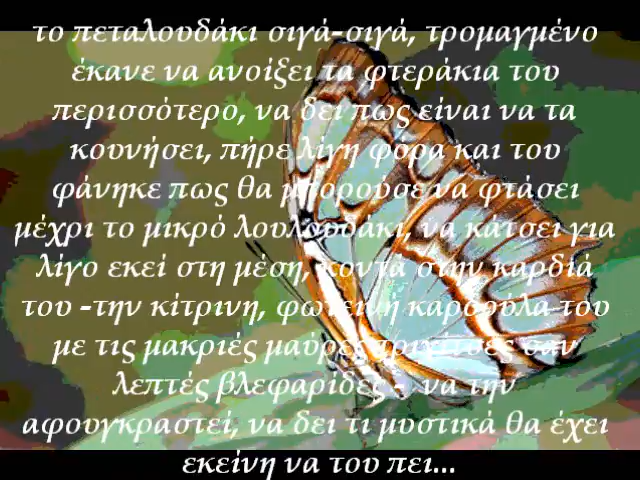 το πεταλουδάκι σιγά-σιγά, τρομαγμένο
έκανε να ανοίξει τα φτεράκια του
περισσότερο, να δει πως είναι να τα
κουνήσει, πήρε λίγη φόρα και του
φάνηκε πως θα μπορούσε να φτάσει
μέχρι το μικρό λουλουδάκι, να κάτσει για
λίγο εκεί στη μέση, κοντά στην καρδιά
του -την κίτρινη, φωτεινή καρδούλα του
με τις μακριές μαύρες τριχίτσες σαν
λεπτές βλεφαρίδες - να την
αφουγκραστεί, να δει τι μυστικά θα έχει
εκείνη να του πει...